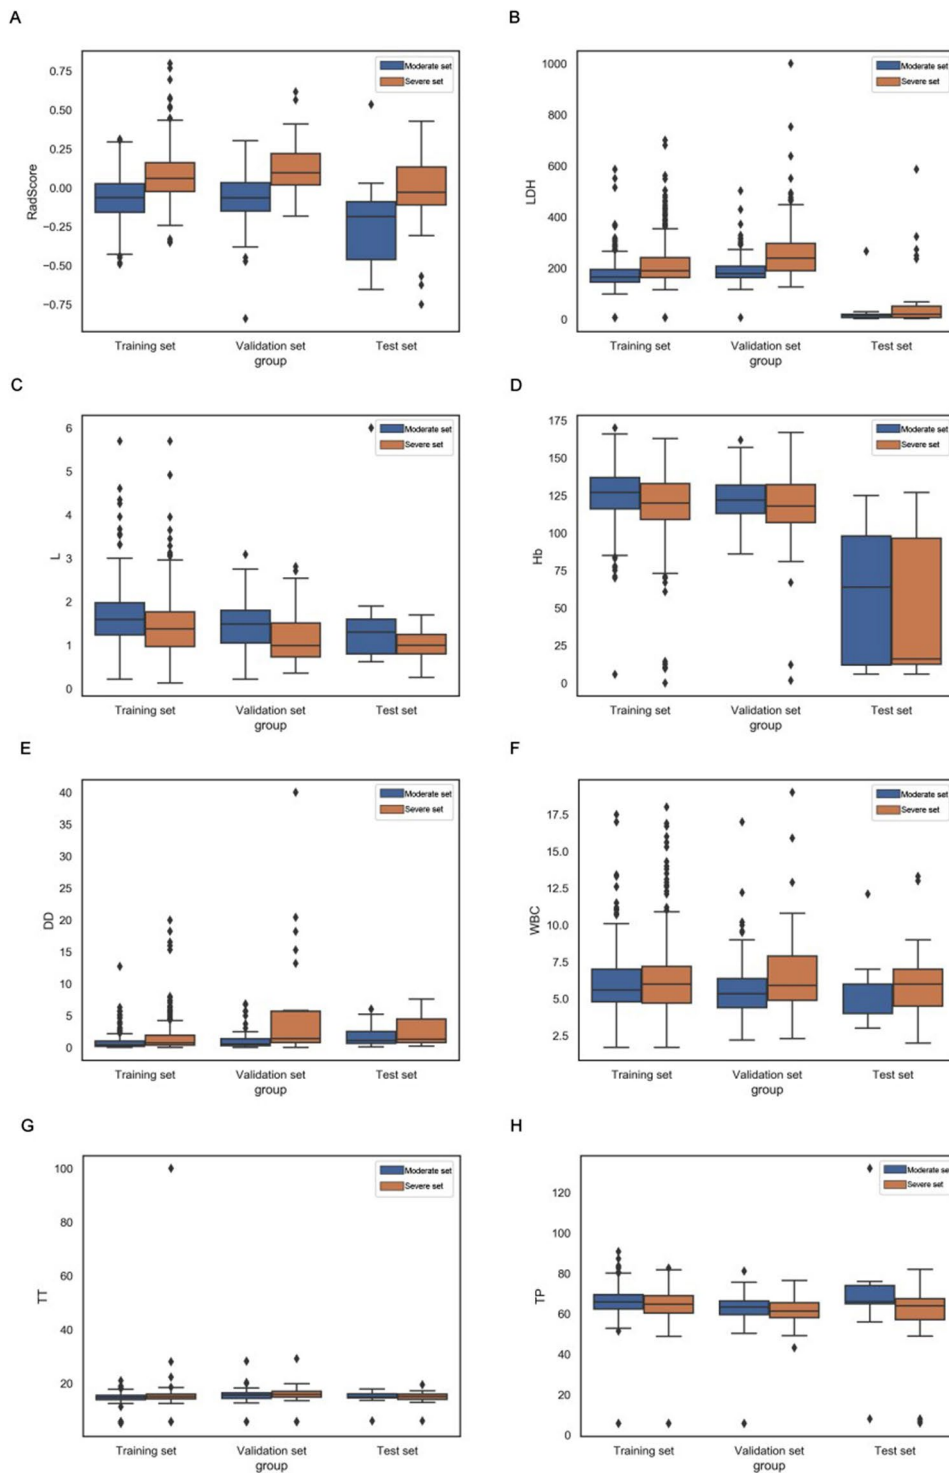 A
RadScore
0.75
0.50
0.25
0.00
−0.25
−0.50
−0.75
Moderate set
Severe set
Training set Validation set Test set
group
B
LDH
1000
800
600
400
200
0
Moderate set
Severe set
Training set Validation set Test set
group
C
L
6
5
4
3
2
1
0
Moderate set
Severe set
Training set Validation set Test set
group
D
Hb
175
150
125
100
75
50
25
0
Moderate set
Severe set
Training set Validation set Test set
group
E
DD
40
35
30
25
20
15
10
5
0
Moderate set
Severe set
Training set Validation set Test set
group
F
WBC
17.5
15.0
12.5
10.0
7.5
5.0
2.5
Moderate set
Severe set
Training set Validation set Test set
group
G
TT
100
80
60
40
20
Moderate set
Severe set
Training set Validation set Test set
group
H
TP
120
100
80
60
40
20
0
Moderate set
Severe set
Training set Validation set Test set
group